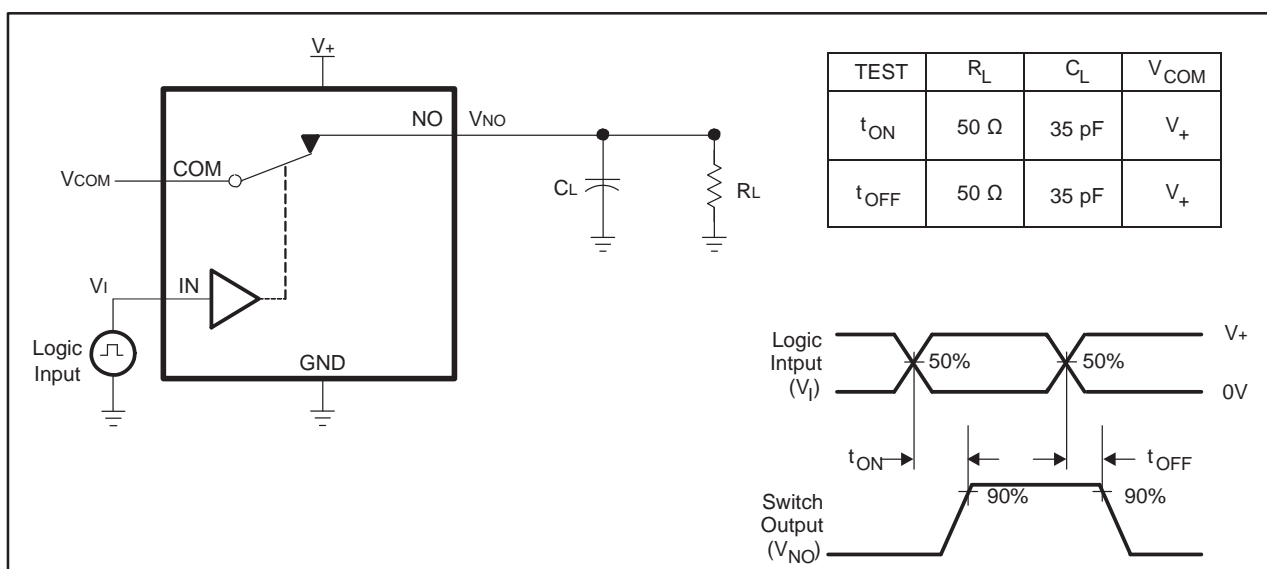 V+
NO
VNO
COM
VCOM
CL
RL
VI
IN
Logic
Input
GND
TEST RL CL VCOM
tON 50 Ω 35 pF V+
tOFF 50 Ω 35 pF V+
Logic
Intput
(VI)
50%
50%
V+
0V
tON
tOFF
Switch
Output
(VNO)
90%
90%